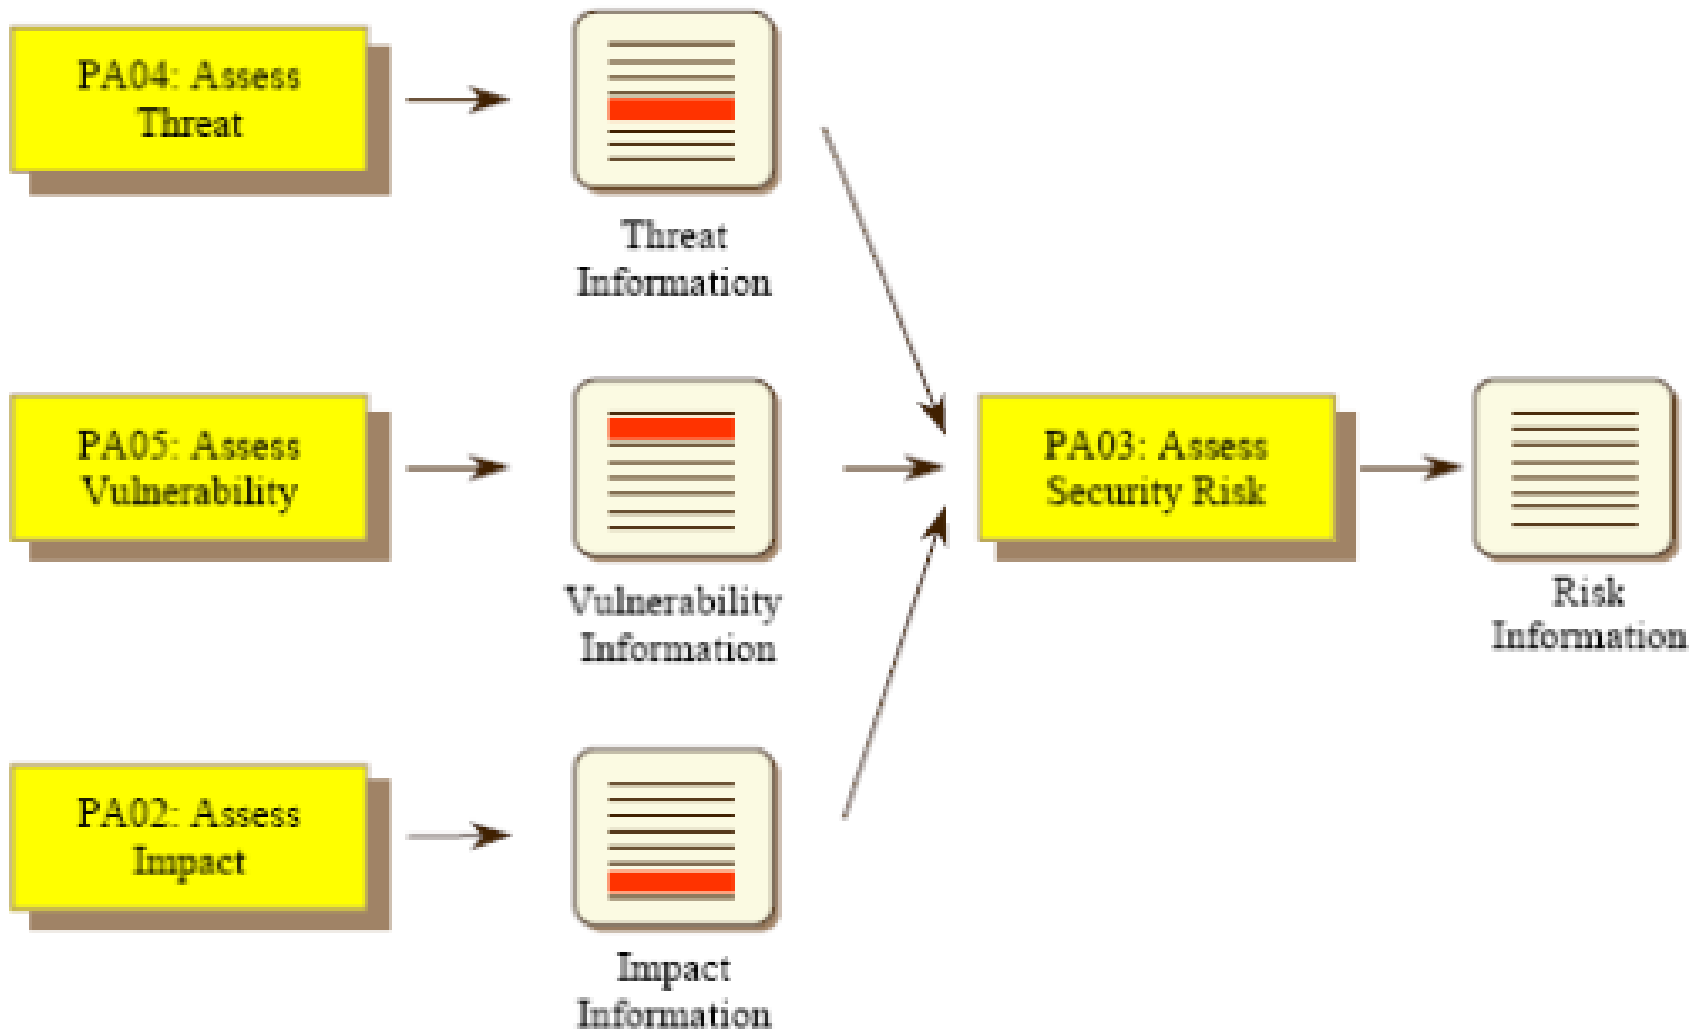 PA04: Assess
Threat
Threat
Information
PA05: Assess
Vulnerability
Vulnerability
Information
PA03: Assess
Security Risk
Risk
Information
PA02: Assess
Impact
Impact
Information